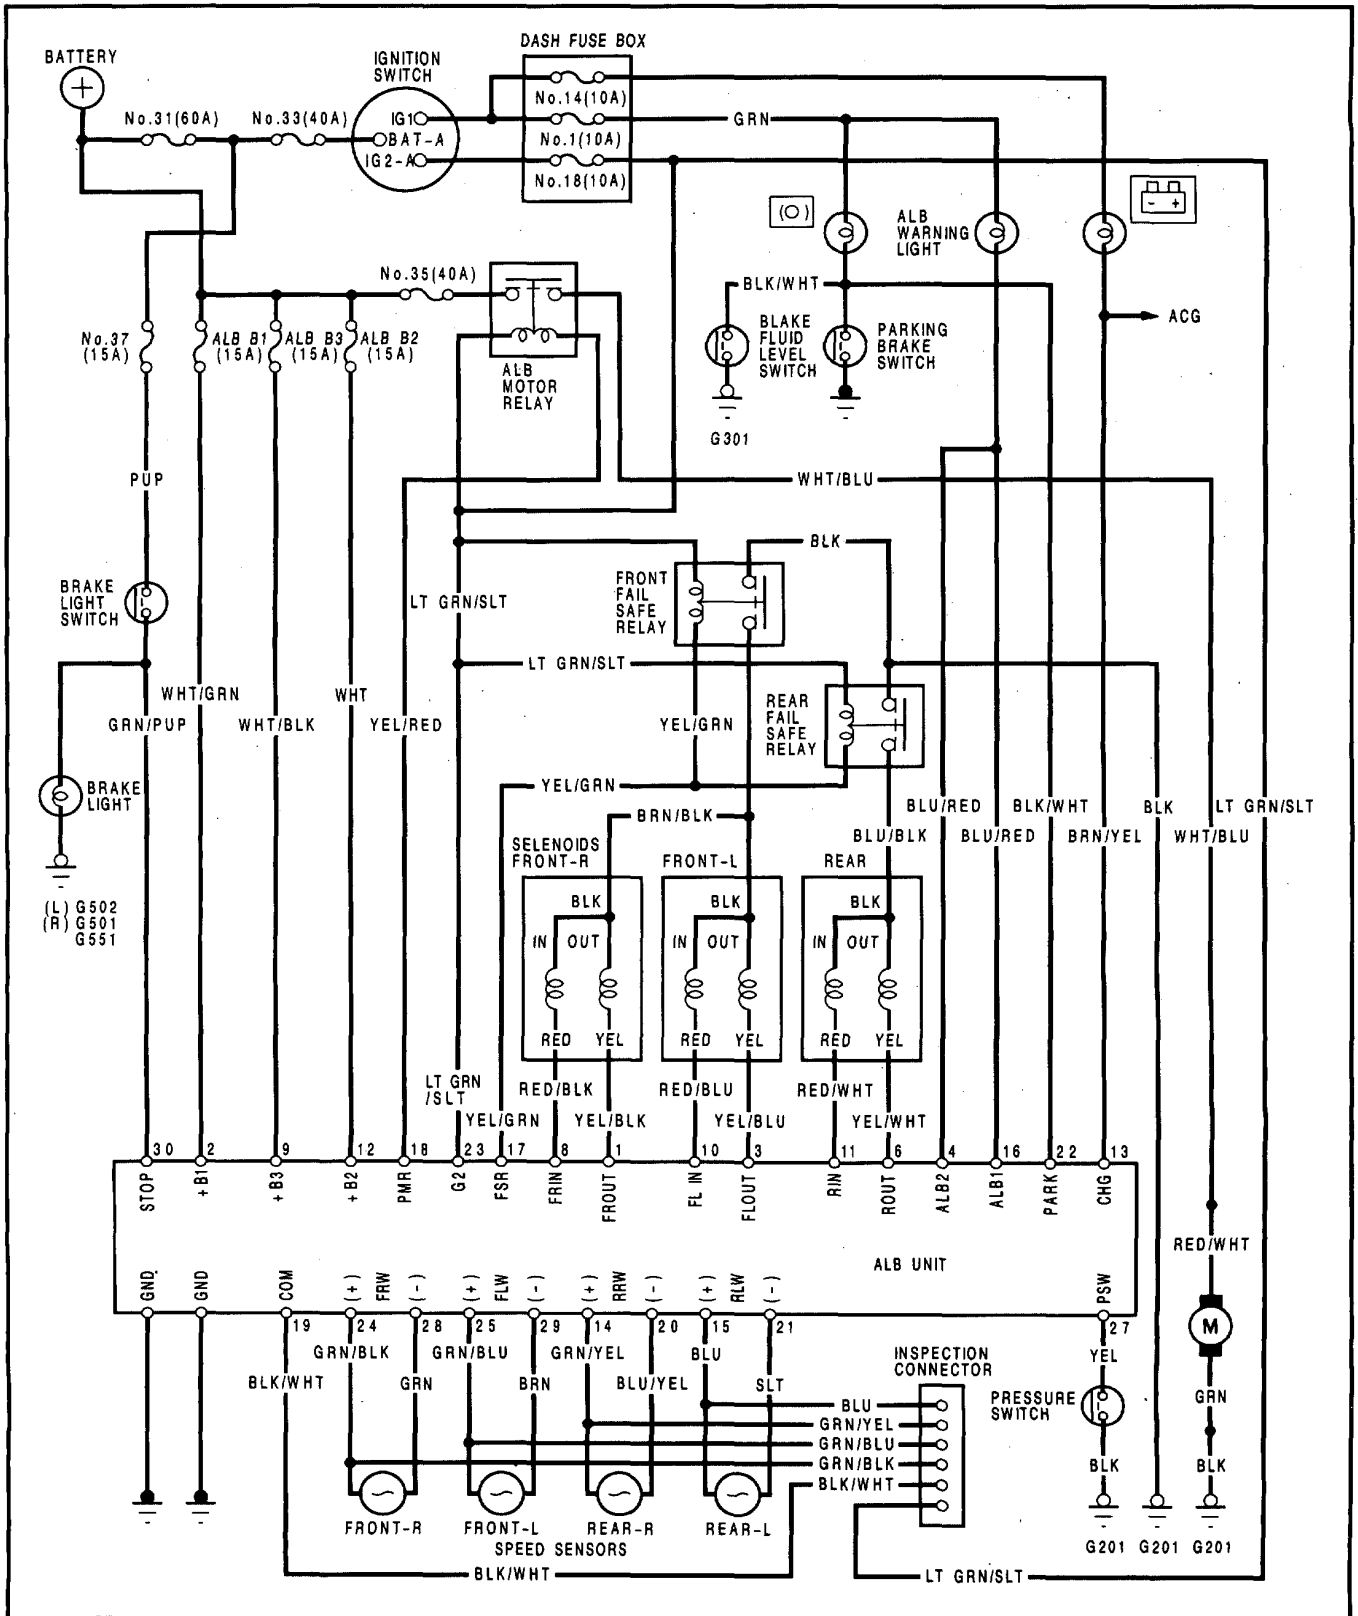 DASH FUSE BOX
BATTERY
IGNITION
SWITCH
+
No.31(60A)
No.33(40A)
IG1
BAT-A
IG2-A
No.14(10A)
No.1(10A)
No.18(10A)
GRN
(O)
ALB
WARNING
LIGHT
- +
No.35(40A)
BLK/WHT
ACG
No.37
(15A)
ALB B1
(15A)
ALB B3
(15A)
ALB B2
(15A)
ALB
MOTOR
RELAY
BLAKE
FLUID
LEVEL
SWITCH
PARKING
BRAKE
SWITCH
G301
PUP
WHT/BLU
BLK
BRAKE
LIGHT
SWITCH
LT GRN/SLT
FRONT
FAIL
SAFE
RELAY
LT GRN/SLT
WHT/GRN
WHT
GRN/PUP
WHT/BLK
YEL/RED
YEL/GRN
REAR
FAIL
SAFE
RELAY
BRAKE
LIGHT
YEL/GRN
BRN/BLK
BLU/RED
BLK/WHT
BLK
LT GRN/SLT
BLU/BLK
BLU/RED
BRN/YEL
WHT/BLU
SELENOIDS
FRONT-R
FRONT-L
REAR
(L) G502
(R) G501
G551
BLK
BLK
BLK
IN OUT
IN OUT
IN OUT
RED YEL
RED YEL
RED YEL
LT GRN
/SLT
RED/BLK
RED/BLU
RED/WHT
YEL/GRN
YEL/BLK
YEL/BLU
YEL/WHT
30 2 9 12 18 23 17 8 1 10 3 11 6 4 16 22 13
STOP +B1 +B3 +B2 PMR G2 FSR FRIN FROUT FL IN FLOUT RIN ROUT ALB2 ALB1 PARK CHG
RED/WHT
ALB UNIT
GND GND COM (+) FRW (-) (+) FLW (-) (+) RRW (-) (+) RLW (-) PSW
19 24 28 25 29 14 20 15 21 27
M
GRN/BLK
GRN/BLU
GRN/YEL
BLU
YEL
BLK/WHT
GRN
BRN
BLU/YEL
SLT
INSPECTION
CONNECTOR
PRESSURE
SWITCH
GRN
BLU
GRN/YEL
GRN/BLU
GRN/BLK
BLK/WHT
BLK
BLK
FRONT-R
FRONT-L
REAR-R
REAR-L
SPEED SENSORS
G201 G201 G201
BLK/WHT
LT GRN/SLT